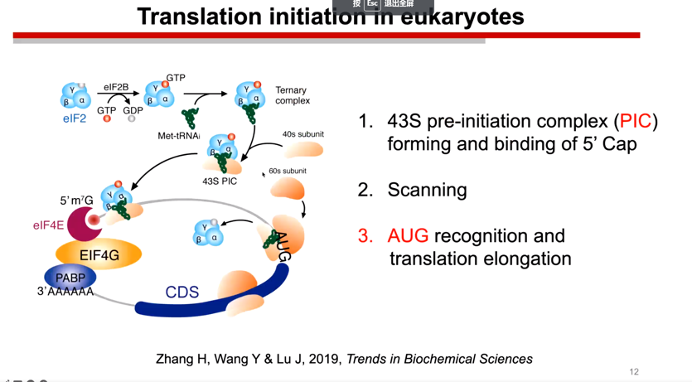 按 Esc 退出全屏
Translation initiation in eukaryotes
GTP
eIF2B
γ
β α
eIF2
GTP GDP
γ
β α
Met-tRNAi
γ
β α
Ternary
complex
40s subunit
γ
β α
43S PIC
60s subunit
5' m⁷G
γ
β α
eIF4E
EIF4G
PABP
3'AAAAAA
γ
β α
AUG
CDS
1. 43S pre-initiation complex (PIC)
forming and binding of 5' Cap
2. Scanning
3. AUG recognition and
translation elongation
Zhang H, Wang Y & Lu J, 2019, Trends in Biochemical Sciences
12